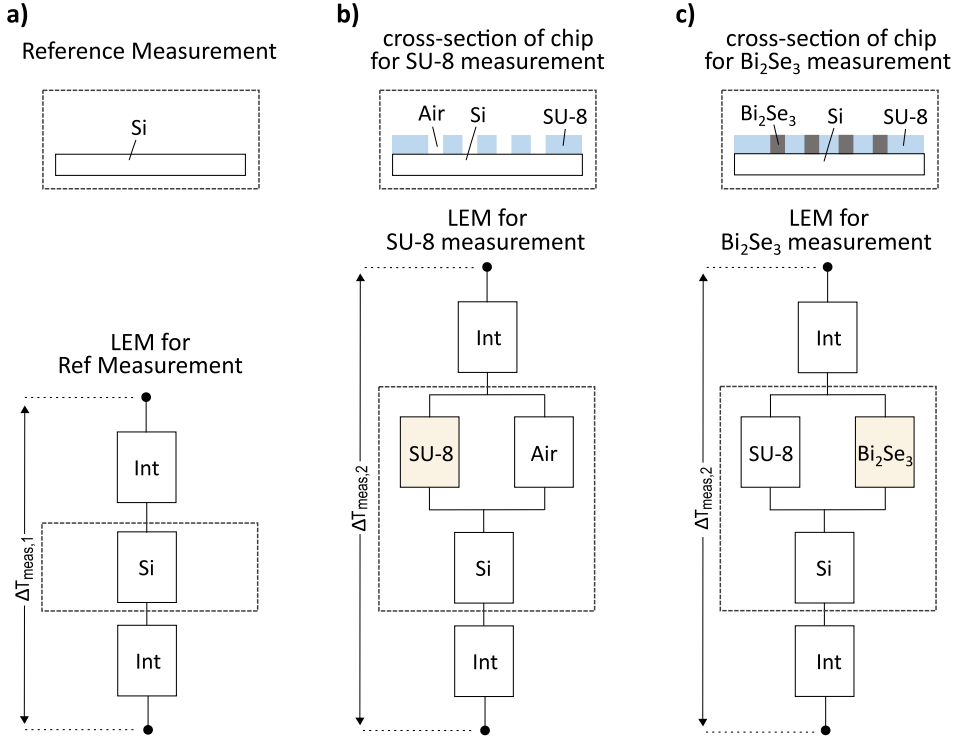 a)
Reference Measurement
Si
LEM for
Ref Measurement
ΔTmeas,1
Int
Si
Int
b)
cross-section of chip
for SU-8 measurement
Air
Si
SU-8
LEM for
SU-8 measurement
ΔTmeas,2
Int
SU-8
Air
Si
Int
c)
cross-section of chip
for Bi₂Se₃ measurement
Bi₂Se₃
Si
SU-8
LEM for
Bi₂Se₃ measurement
ΔTmeas,2
Int
SU-8
Bi₂Se₃
Si
Int